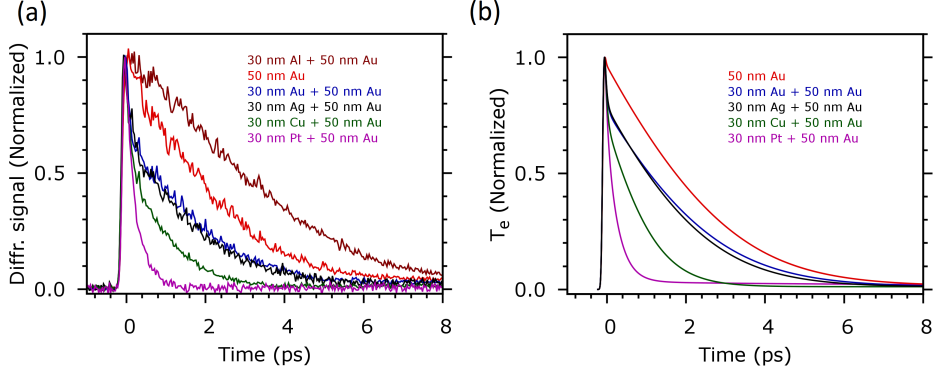 (a)
Diffr. signal (Normalized)
1.0
0.5
0.0
30 nm Al + 50 nm Au
50 nm Au
30 nm Au + 50 nm Au
30 nm Ag + 50 nm Au
30 nm Cu + 50 nm Au
30 nm Pt + 50 nm Au
0 2 4 6 8
Time (ps)
(b)
Te (Normalized)
1.0
0.5
0.0
50 nm Au
30 nm Au + 50 nm Au
30 nm Ag + 50 nm Au
30 nm Cu + 50 nm Au
30 nm Pt + 50 nm Au
0 2 4 6 8
Time (ps)